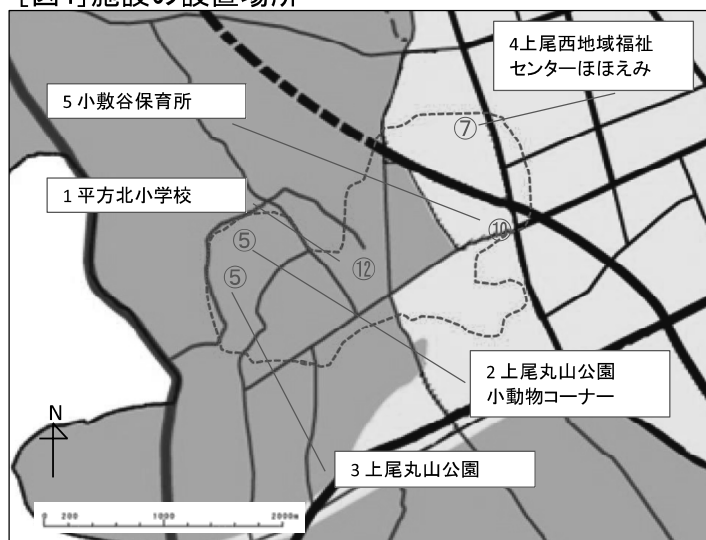 [図4]施設の設置場所
4上尾西地域福祉
センターほほえみ
5 小敷谷保育所
⑦
1 平方北小学校
⑩
⑤
⑫
⑤
2 上尾丸山公園
小動物コーナー
N
3 上尾丸山公園
0 200 1000 2000m